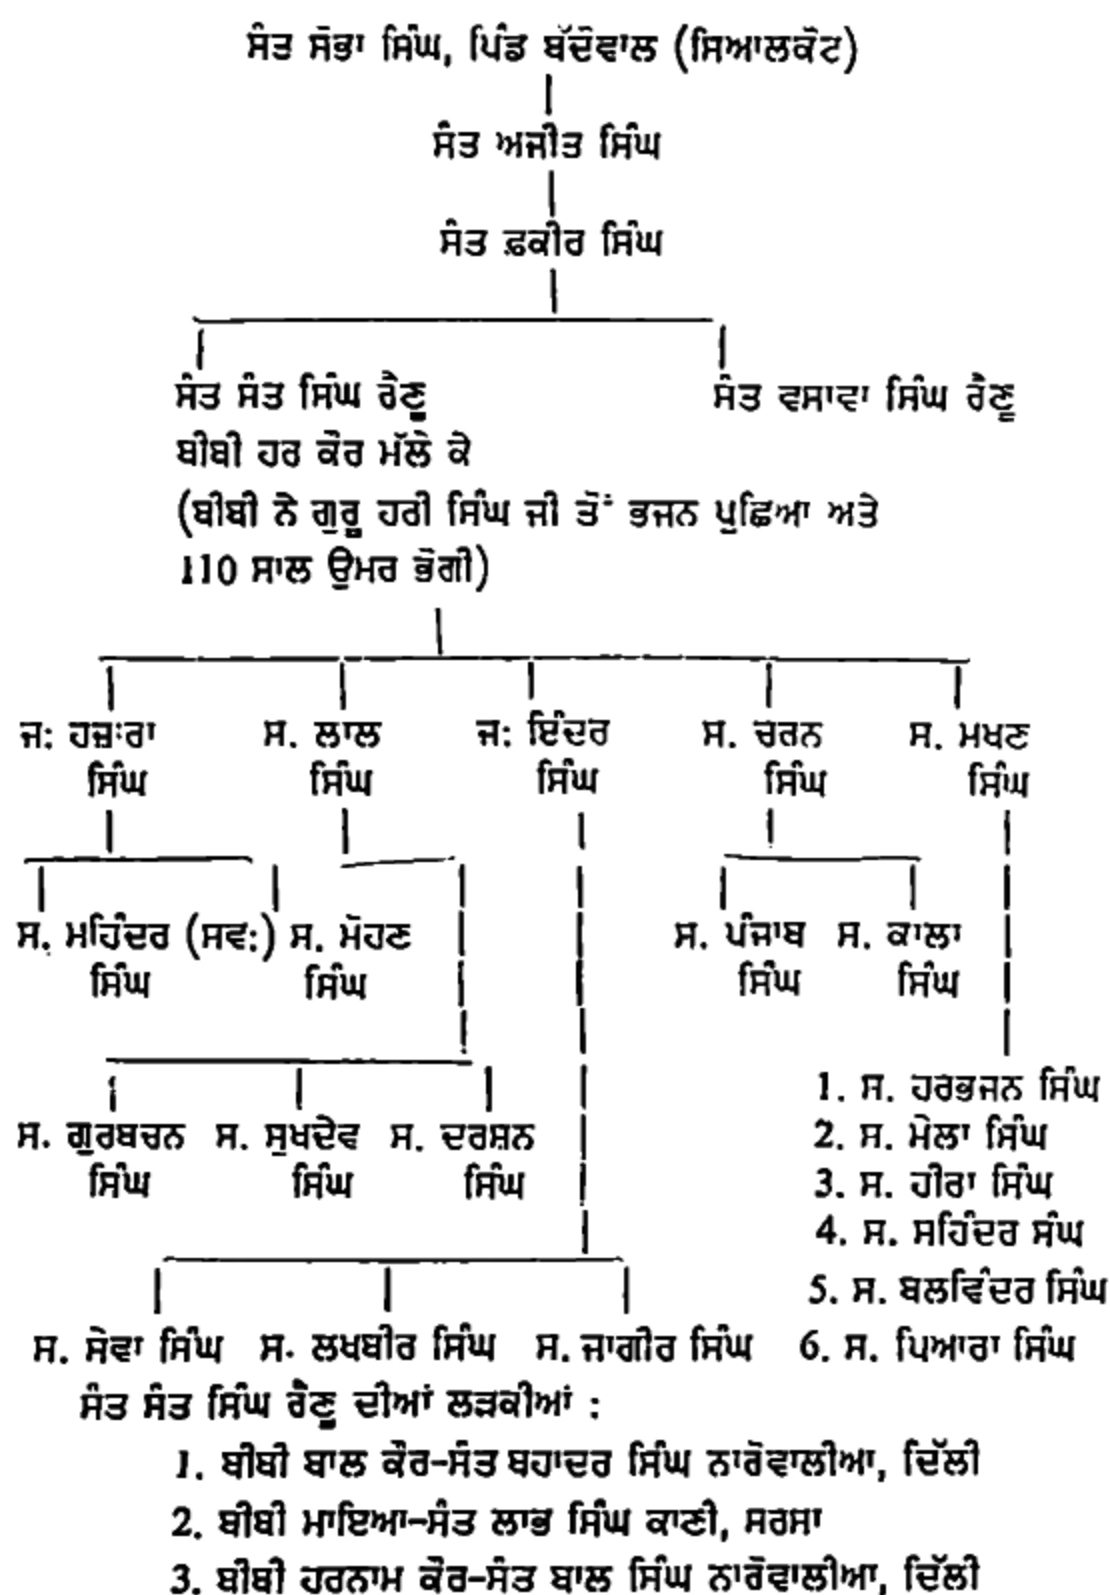 ਸੰਤ ਸੋਭਾ ਸਿੰਘ, ਪਿੰਡ ਬੱਦੋਵਾਲ (ਸਿਆਲਕੋਟ)
ਸੰਤ ਅਜੀਤ ਸਿੰਘ
ਸੰਤ ਫ਼ਕੀਰ ਸਿੰਘ
ਸੰਤ ਸੰਤ ਸਿੰਘ ਰੈਣੂ ਸੰਤ ਵਸਾਵਾ ਸਿੰਘ ਰੈਣੂ
ਬੀਬੀ ਹਰ ਕੌਰ ਮੱਲੇ ਕੇ
(ਬੀਬੀ ਨੇ ਗੁਰੂ ਹਰੀ ਸਿੰਘ ਜੀ ਤੋਂ ਭਜਨ ਪੁਛਿਆ ਅਤੇ
110 ਸਾਲ ਉਮਰ ਭੋਗੀ)
ਜ: ਹਜ਼ਾਰਾ ਸ. ਲਾਲ ਜ: ਇੰਦਰ ਸ. ਚਰਨ ਸ. ਮਖਣ
ਸਿੰਘ ਸਿੰਘ ਸਿੰਘ ਸਿੰਘ ਸਿੰਘ
ਸ. ਮਹਿੰਦਰ (ਸਵ:) ਸ. ਮੋਹਣ ਸ. ਪੰਜਾਬ ਸ. ਕਾਲਾ
ਸਿੰਘ ਸਿੰਘ ਸਿੰਘ ਸਿੰਘ
1. ਸ. ਹਰਭਜਨ ਸਿੰਘ
ਸ. ਗੁਰਬਚਨ ਸ. ਸੁਖਦੇਵ ਸ. ਦਰਸ਼ਨ 2. ਸ. ਮੇਲਾ ਸਿੰਘ
ਸਿੰਘ ਸਿੰਘ ਸਿੰਘ 3. ਸ. ਹੀਰਾ ਸਿੰਘ
4. ਸ. ਸਹਿੰਦਰ ਸੰਘ
5. ਸ. ਬਲਵਿੰਦਰ ਸਿੰਘ
ਸ. ਸੇਵਾ ਸਿੰਘ ਸ. ਲਖਬੀਰ ਸਿੰਘ ਸ. ਜਾਗੀਰ ਸਿੰਘ 6. ਸ. ਪਿਆਰਾ ਸਿੰਘ
ਸੰਤ ਸੰਤ ਸਿੰਘ ਰੈਣੂ ਦੀਆਂ ਲੜਕੀਆਂ :
1. ਬੀਬੀ ਬਾਲ ਕੌਰ-ਸੰਤ ਬਹਾਦਰ ਸਿੰਘ ਨਾਰੋਵਾਲੀਆ, ਦਿੱਲੀ
2. ਬੀਬੀ ਮਾਇਆ-ਸੰਤ ਲਾਭ ਸਿੰਘ ਕਾਣੀ, ਸਰਸਾ
3. ਬੀਬੀ ਹਰਨਾਮ ਕੌਰ-ਸੰਤ ਬਾਲ ਸਿੰਘ ਨਾਰੋਵਾਲੀਆ, ਦਿੱਲੀ